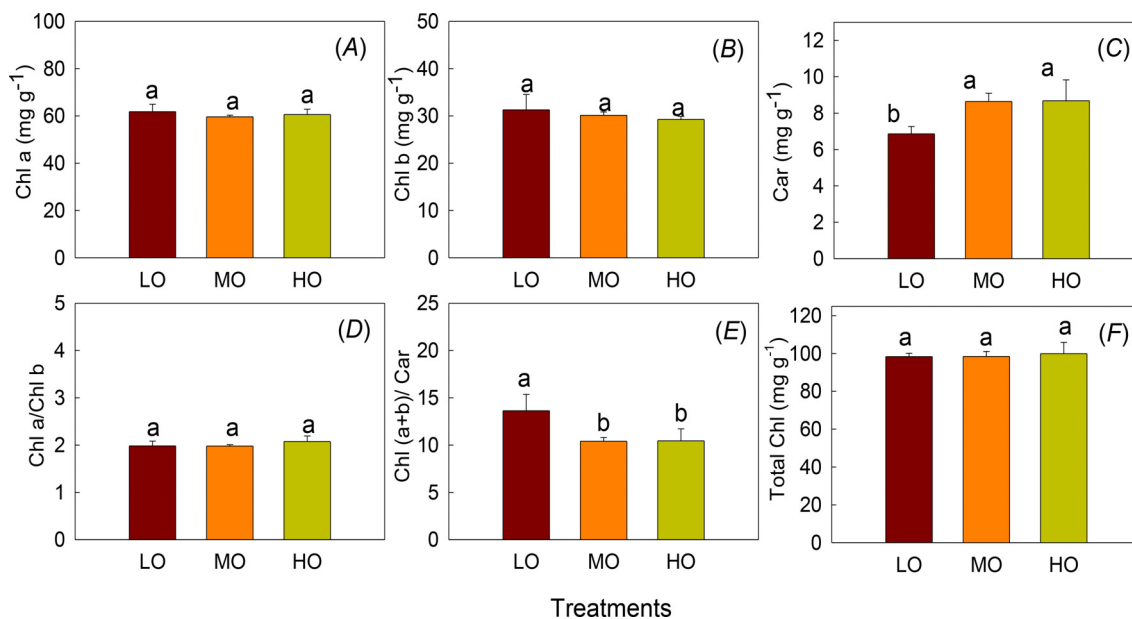 100
80
60
40
20
0
Chl a (mg g⁻¹)
(A)
a a a
LO MO HO
50
40
30
20
10
0
Chl b (mg g⁻¹)
(B)
a a a
LO MO HO
12
10
8
6
4
2
0
Car (mg g⁻¹)
(C)
b a a
LO MO HO
5
4
3
2
1
0
Chl a/Chl b
(D)
a a a
LO MO HO
25
20
15
10
5
0
Chl (a+b)/ Car
(E)
a b b
LO MO HO
120
100
80
60
40
20
0
Total Chl (mg g⁻¹)
(F)
a a a
LO MO HO
Treatments